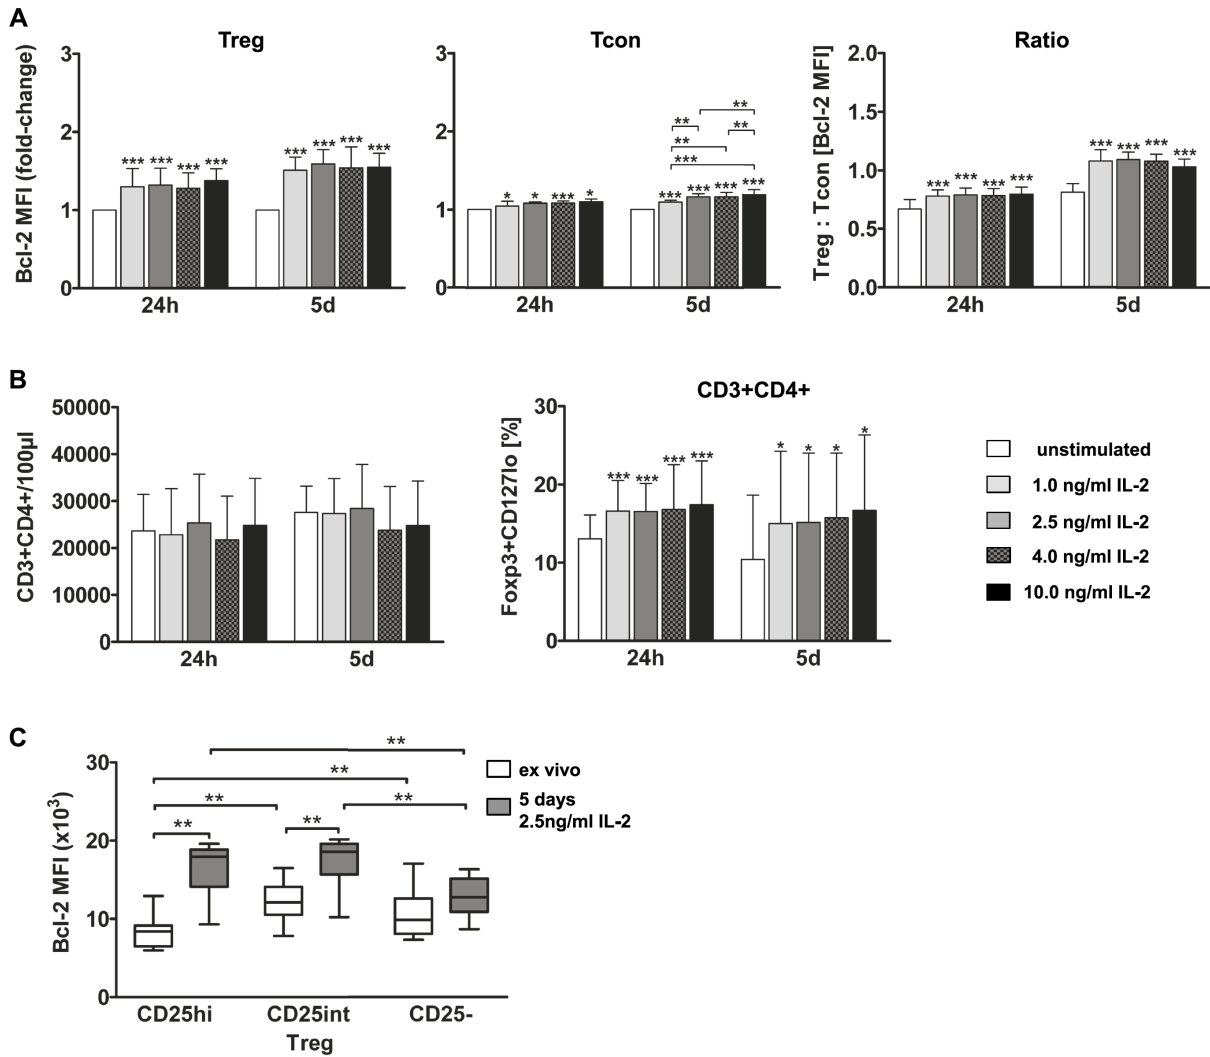 A
Treg
Tcon
Ratio
Bcl-2 MFI (fold-change)
3
2
1
0
*** *** *** ***
*** *** *** ***
24h
5d
3
2
1
0
* * *** *
*** *** *** ***
**
**
**
**
***
24h
5d
Treg : Tcon [Bcl-2 MFI]
2.0
1.5
1.0
0.5
0.0
*** *** *** ***
*** *** *** ***
24h
5d
B
CD3+CD4+/100µl
50000
40000
30000
20000
10000
0
24h
5d
CD3+CD4+
Foxp3+CD127lo [%]
30
20
10
0
*** *** *** ***
* * * *
24h
5d
unstimulated
1.0 ng/ml IL-2
2.5 ng/ml IL-2
4.0 ng/ml IL-2
10.0 ng/ml IL-2
C
Bcl-2 MFI (x10³)
30
20
10
0
**
**
**
**
**
**
ex vivo
5 days
2.5ng/ml IL-2
CD25hi
CD25int
CD25-
Treg